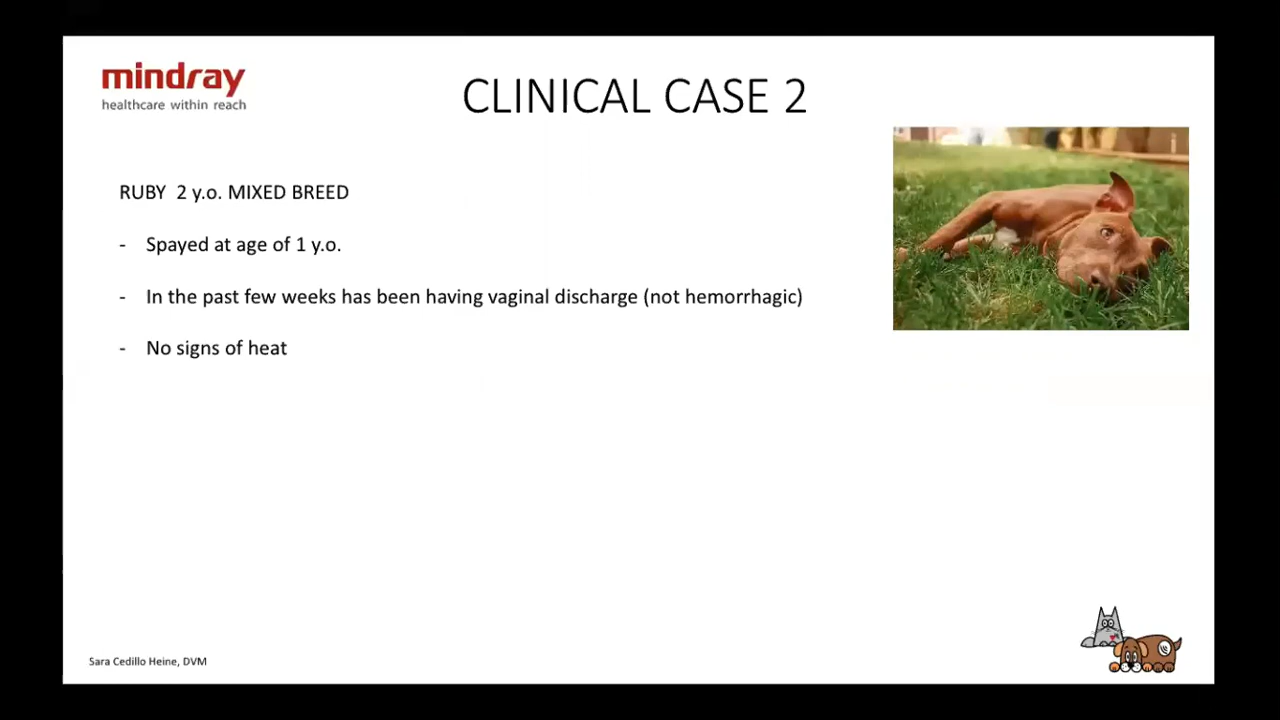 mindray
healthcare within reach
CLINICAL CASE 2
RUBY 2 y.o. MIXED BREED
- Spayed at age of 1 y.o.
- In the past few weeks has been having vaginal discharge (not hemorrhagic)
- No signs of heat
Sara Cedillo Heine, DVM